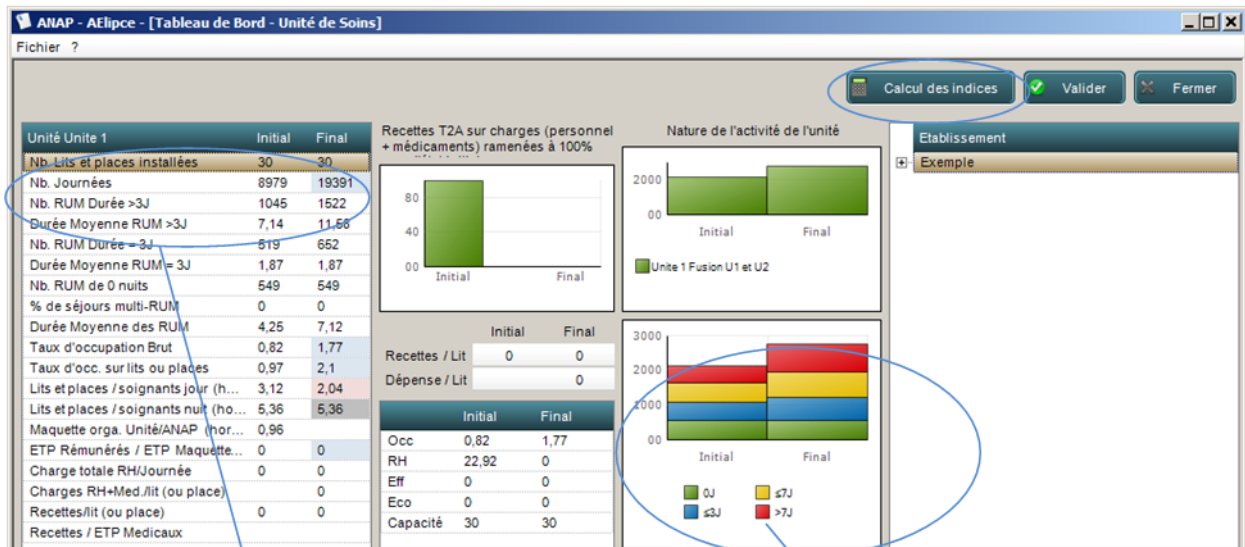 ANAP - AElipce - [Tableau de Bord - Unité de Soins]
Fichier ?
Calcul des indices Valider Fermer
Unité Unite 1 Initial Final
Nb. Lits et places installées 30 30
Nb. Journées 8979 19391
Nb. RUM Durée >3J 1045 1522
Durée Moyenne RUM >3J 7,14 11,56
Nb. RUM Durée = 3J 519 652
Durée Moyenne RUM = 3J 1,87 1,87
Nb. RUM de 0 nuits 549 549
% de séjours multi-RUM 0 0
Durée Moyenne des RUM 4,25 7,12
Taux d'occupation Brut 0,82 1,77
Taux d'occ. sur lits ou places 0,97 2,1
Lits et places / soignants jour (h... 3,12 2,04
Lits et places / soignants nuit (ho... 5,36 5,36
Maquette orga. Unité/ANAP (hor... 0,96
ETP Rémunérés / ETP Maquette... 0 0
Charge totale RH/Journée 0 0
Charges RH+Med./lit (ou place) 0
Recettes/lit (ou place) 0 0
Recettes / ETP Medicaux
Recettes T2A sur charges (personnel
+ médicaments) ramenées à 100%
80
40
00
Initial Final
Initial Final
Recettes / Lit 0 0
Dépense / Lit 0
Initial Final
Occ 0,82 1,77
RH 22,92 0
Eff 0 0
Eco 0 0
Capacité 30 30
Nature de l'activité de l'unité
2000
00
Initial Final
Unite 1 Fusion U1 et U2
3000
2000
1000
00
Initial Final
0J ≤7J
≤3J >7J
Etablissement
Exemple